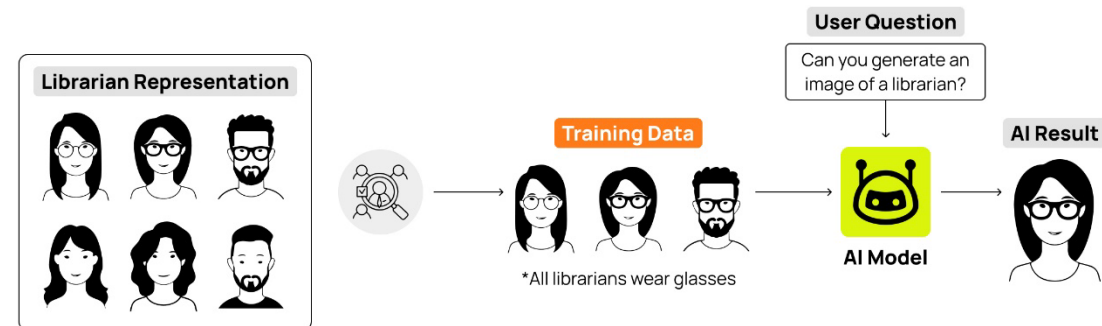 Librarian Representation
Training Data
*All librarians wear glasses
User Question
Can you generate an
image of a librarian?
AI Model
AI Result